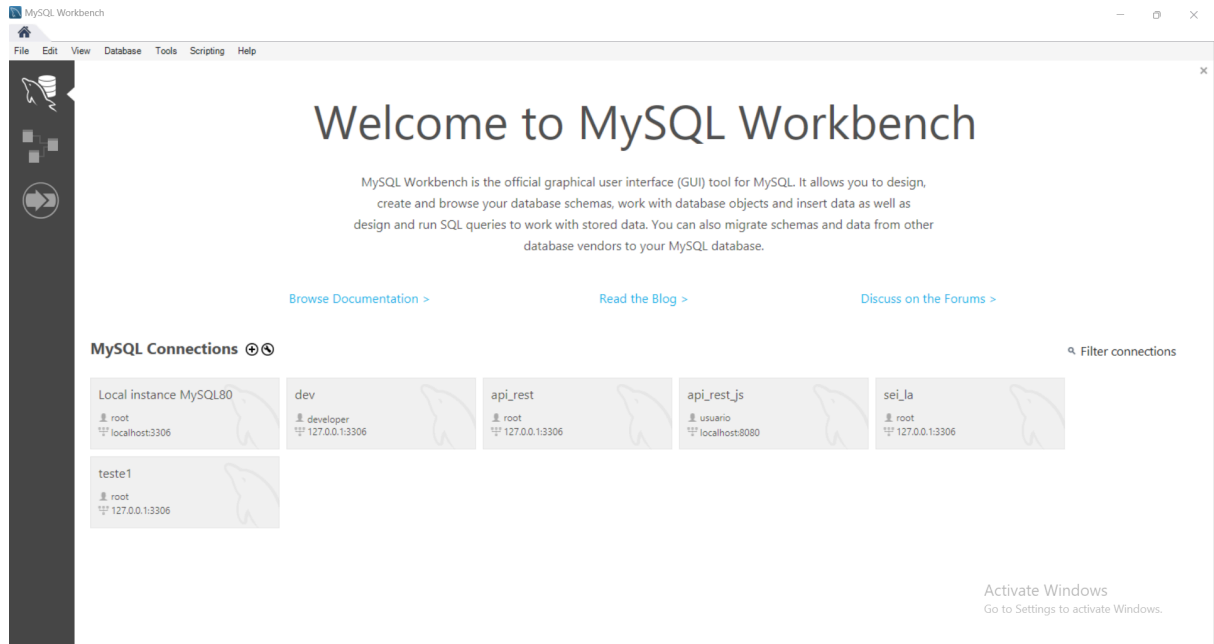 MySQL Workbench
File Edit View Database Tools Scripting Help
Welcome to MySQL Workbench
MySQL Workbench is the official graphical user interface (GUI) tool for MySQL. It allows you to design,
create and browse your database schemas, work with database objects and insert data as well as
design and run SQL queries to work with stored data. You can also migrate schemas and data from other
database vendors to your MySQL database.
Browse Documentation > Read the Blog > Discuss on the Forums >
MySQL Connections Filter connections
Local instance MySQL80
root
localhost:3306
dev
developer
127.0.0.1:3306
api_rest
root
127.0.0.1:3306
api_rest_js
usuario
localhost:8080
sei_la
root
127.0.0.1:3306
teste1
root
127.0.0.1:3306
Activate Windows
Go to Settings to activate Windows.